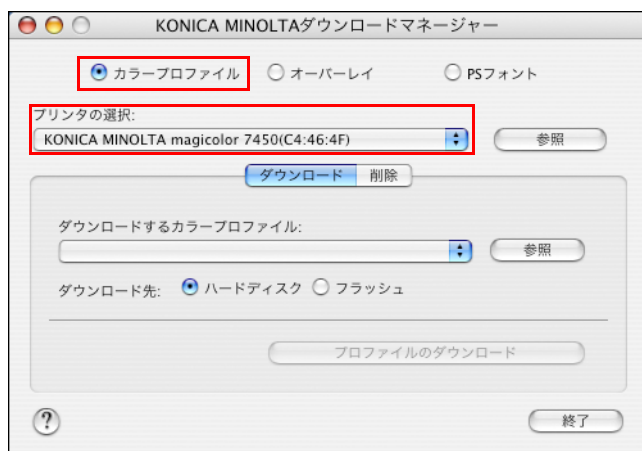 KONICA MINOLTAダウンロードマネージャー
カラープロファイル オーバーレイ PSフォント
プリンタの選択:
KONICA MINOLTA magicolor 7450(C4:46:4F) 参照
ダウンロード 削除
ダウンロードするカラープロファイル:
参照
ダウンロード先: ハードディスク フラッシュ
プロファイルのダウンロード
? 終了